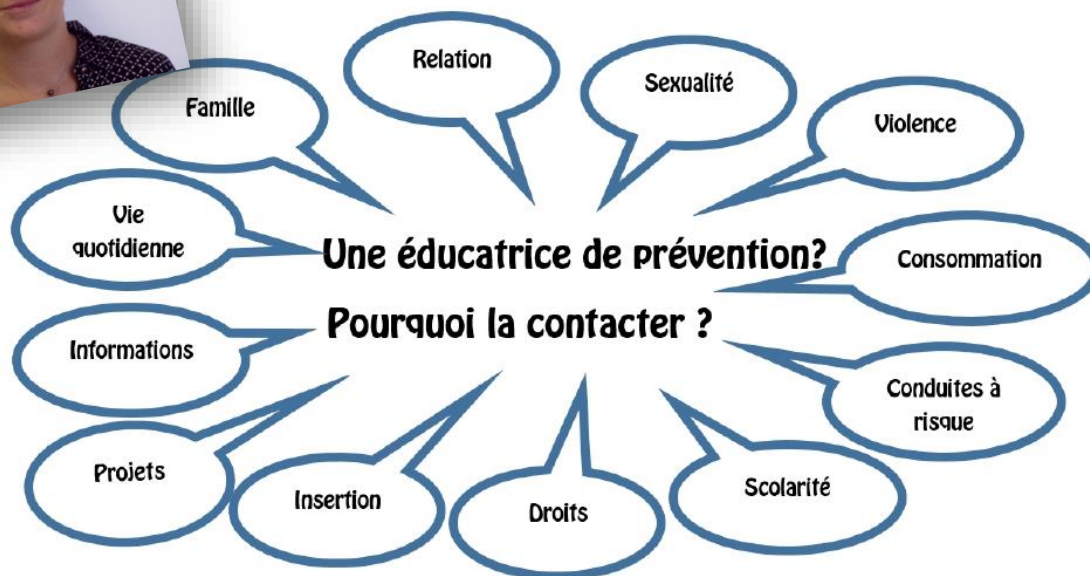 Relation
Sexualité
Famille
Violence
Vie
quotidienne
Une éducatrice de prévention?
Consommation
Pourquoi la contacter ?
Informations
Conduites à
risque
Projets
Insertion
Droits
Scolarité